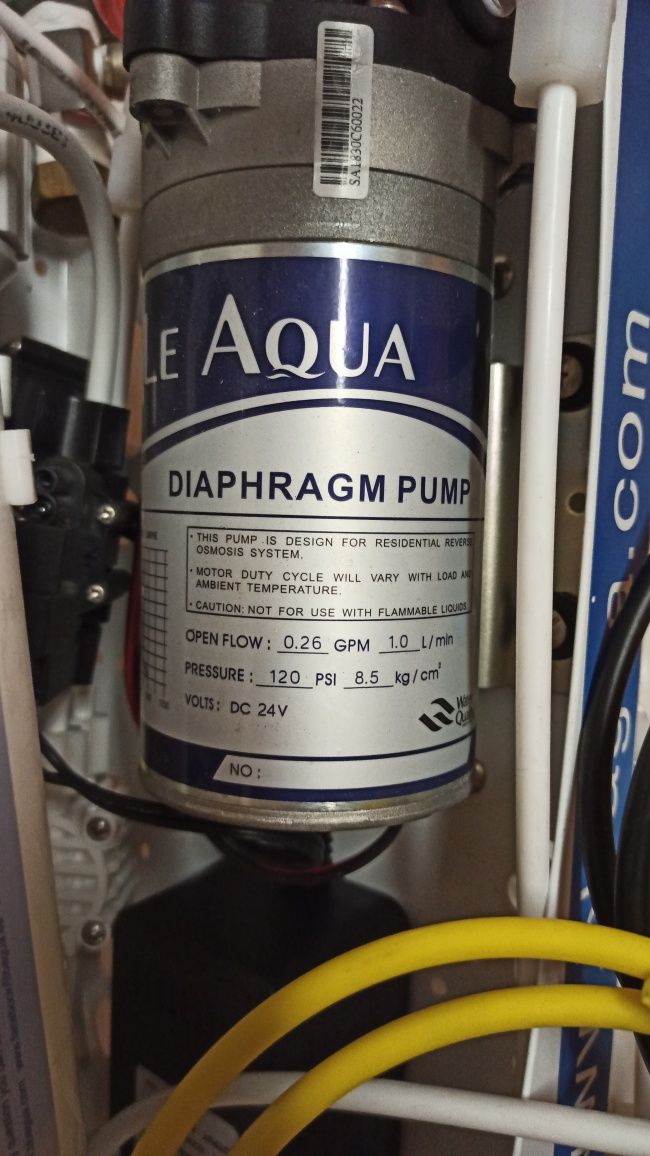 SA1830C60022
LE AQUA
DIAPHRAGM PUMP
• THIS PUMP IS DESIGN FOR RESIDENTIAL REVERSE
OSMOSIS SYSTEM.
• MOTOR DUTY CYCLE WILL VARY WITH LOAD AND
AMBIENT TEMPERATURE.
• CAUTION: NOT FOR USE WITH FLAMMABLE LIQUIDS
OPEN FLOW : 0.26 GPM 1.0 L/min
PRESSURE : 120 PSI 8.5 kg/cm²
VOLTS : DC 24V
NO :
.com